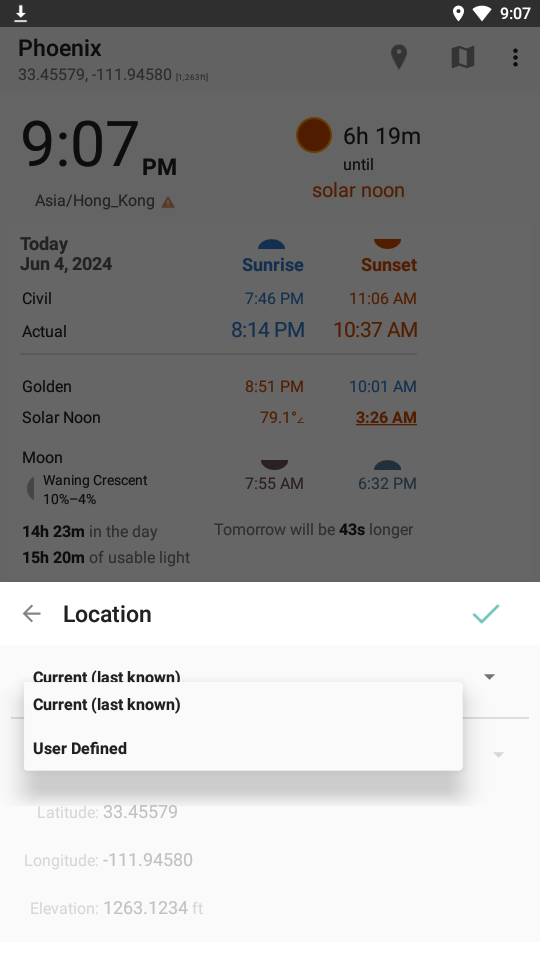 9:07
Phoenix
33.45579, -111.94580 [1,263ft]
9:07 PM
6h 19m
until
solar noon
Asia/Hong_Kong
Today
Jun 4, 2024
Sunrise
Sunset
Civil
7:46 PM
11:06 AM
Actual
8:14 PM
10:37 AM
Golden
8:51 PM
10:01 AM
Solar Noon
79.1°∠
3:26 AM
Moon
Waning Crescent
10%–4%
7:55 AM
6:32 PM
14h 23m in the day
Tomorrow will be 43s longer
15h 20m of usable light
Location
Current (last known)
Current (last known)
User Defined
Latitude: 33.45579
Longitude: -111.94580
Elevation: 1263.1234 ft